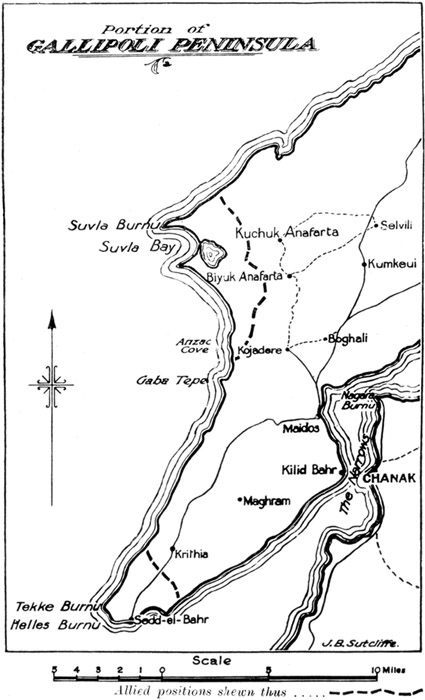 Portion of
GALLIPOLI PENINSULA
Suvla Burnu
Suvla Bay
Kuchuk Anafarta
Selvili
Kumkeui
Biyuk Anafarta
Anzac
Cove
Kojadere
Boghali
Gaba Tepe
Nagara
Burnu
Maidos
The Narrows
Kilid Bahr
CHANAK
Maghram
Krithia
Tekke Burnu
Helles Burnu
Sedd-el-Bahr
J.B. Sutcliffe.
Scale
5 4 3 2 1 0 5 10 Miles
Allied positions shewn thus .....